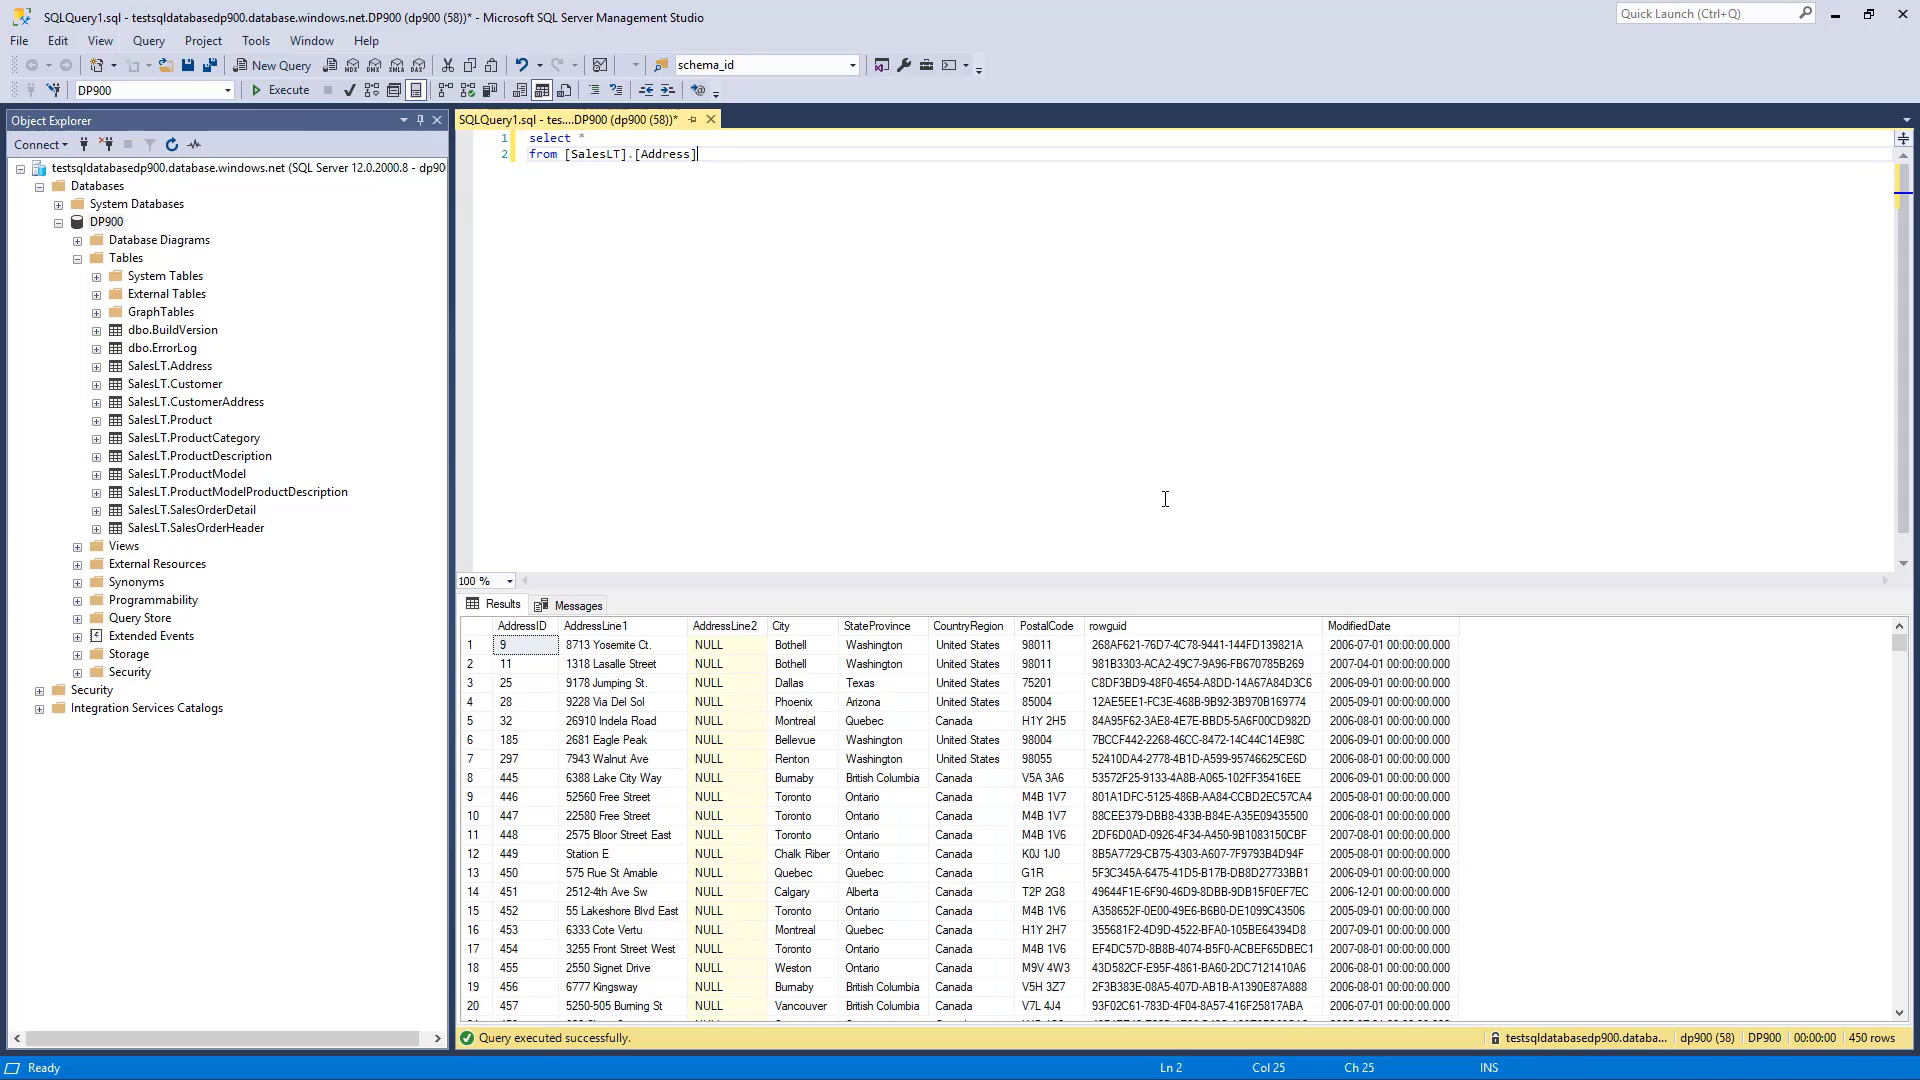 SQLQuery1.sql - testsqldatabasedp900.database.windows.net.DP900 (dp900 (58))* - Microsoft SQL Server Management Studio
Quick Launch (Ctrl+Q)
File Edit View Query Project Tools Window Help
New Query schema_id
DP900 Execute
Object Explorer
Connect
testsqldatabasedp900.database.windows.net (SQL Server 12.0.2000.8 - dp90
Databases
System Databases
DP900
Database Diagrams
Tables
System Tables
External Tables
GraphTables
dbo.BuildVersion
dbo.ErrorLog
SalesLT.Address
SalesLT.Customer
SalesLT.CustomerAddress
SalesLT.Product
SalesLT.ProductCategory
SalesLT.ProductDescription
SalesLT.ProductModel
SalesLT.ProductModelProductDescription
SalesLT.SalesOrderDetail
SalesLT.SalesOrderHeader
Views
External Resources
Synonyms
Programmability
Query Store
Extended Events
Storage
Security
Security
Integration Services Catalogs
SQLQuery1.sql - tes....DP900 (dp900 (58))*
1 select *
2 from [SalesLT].[Address]
100 %
Results Messages
AddressID AddressLine1 AddressLine2 City StateProvince CountryRegion PostalCode rowguid ModifiedDate
1 9 8713 Yosemite Ct. NULL Bothell Washington United States 98011 268AF621-76D7-4C78-9441-144FD139821A 2006-07-01 00:00:00.000
2 11 1318 Lasalle Street NULL Bothell Washington United States 98011 981B3303-ACA2-49C7-9A96-FB670785B269 2007-04-01 00:00:00.000
3 25 9178 Jumping St. NULL Dallas Texas United States 75201 C8DF3BD9-48F0-4654-A8DD-14A67A84D3C6 2006-09-01 00:00:00.000
4 28 9228 Via Del Sol NULL Phoenix Arizona United States 85004 12AE5EE1-FC3E-468B-9B92-3B970B169774 2005-09-01 00:00:00.000
5 32 26910 Indela Road NULL Montreal Quebec Canada H1Y 2H5 84A95F62-3AE8-4E7E-BBD5-5A6F00CD982D 2006-08-01 00:00:00.000
6 185 2681 Eagle Peak NULL Bellevue Washington United States 98004 7BCCF442-2268-46CC-8472-14C44C14E98C 2006-09-01 00:00:00.000
7 297 7943 Walnut Ave NULL Renton Washington United States 98055 52410DA4-2778-4B1D-A599-95746625CE6D 2006-08-01 00:00:00.000
8 445 6388 Lake City Way NULL Burnaby British Columbia Canada V5A 3A6 53572F25-9133-4A8B-A065-102FF35416EE 2006-09-01 00:00:00.000
9 446 52560 Free Street NULL Toronto Ontario Canada M4B 1V7 801A1DFC-5125-486B-AA84-CCBD2EC57CA4 2005-08-01 00:00:00.000
10 447 22580 Free Street NULL Toronto Ontario Canada M4B 1V7 88CEE379-DBB8-433B-B84E-A35E09435500 2006-08-01 00:00:00.000
11 448 2575 Bloor Street East NULL Toronto Ontario Canada M4B 1V6 2DF6D0AD-0926-4F34-A450-9B1083150CBF 2007-08-01 00:00:00.000
12 449 Station E NULL Chalk Riber Ontario Canada K0J 1J0 8B5A7729-CB75-4303-A607-7F9793B4D94F 2005-08-01 00:00:00.000
13 450 575 Rue St Amable NULL Quebec Quebec Canada G1R 5F3C345A-6475-41D5-B17B-DB8D27733BB1 2006-09-01 00:00:00.000
14 451 2512-4th Ave Sw NULL Calgary Alberta Canada T2P 2G8 49644F1E-6F90-46D9-8DBB-9DB15F0EF7EC 2006-12-01 00:00:00.000
15 452 55 Lakeshore Blvd East NULL Toronto Ontario Canada M4B 1V6 A358652F-0E00-49E6-B6B0-DE1099C43506 2005-09-01 00:00:00.000
16 453 6333 Cote Vertu NULL Montreal Quebec Canada H1Y 2H7 355681F2-4D9D-4522-BFA0-105BE64394D8 2007-09-01 00:00:00.000
17 454 3255 Front Street West NULL Toronto Ontario Canada M4B 1V6 EF4DC57D-8B8B-4074-B5F0-ACBEF65DBEC1 2007-08-01 00:00:00.000
18 455 2550 Signet Drive NULL Weston Ontario Canada M9V 4W3 43D582CF-E95F-4861-BA60-2DC7121410A6 2006-08-01 00:00:00.000
19 456 6777 Kingsway NULL Burnaby British Columbia Canada V5H 3Z7 2F3B383E-08A5-407D-AB1B-A1390E87A888 2006-09-01 00:00:00.000
20 457 5250-505 Burning St NULL Vancouver British Columbia Canada V7L 4J4 93F02C61-783D-4F04-8A57-416F25817ABA 2006-07-01 00:00:00.000
Query executed successfully. testsqldatabasedp900.databa... dp900 (58) DP900 00:00:00 450 rows
Ready Ln 2 Col 25 Ch 25 INS